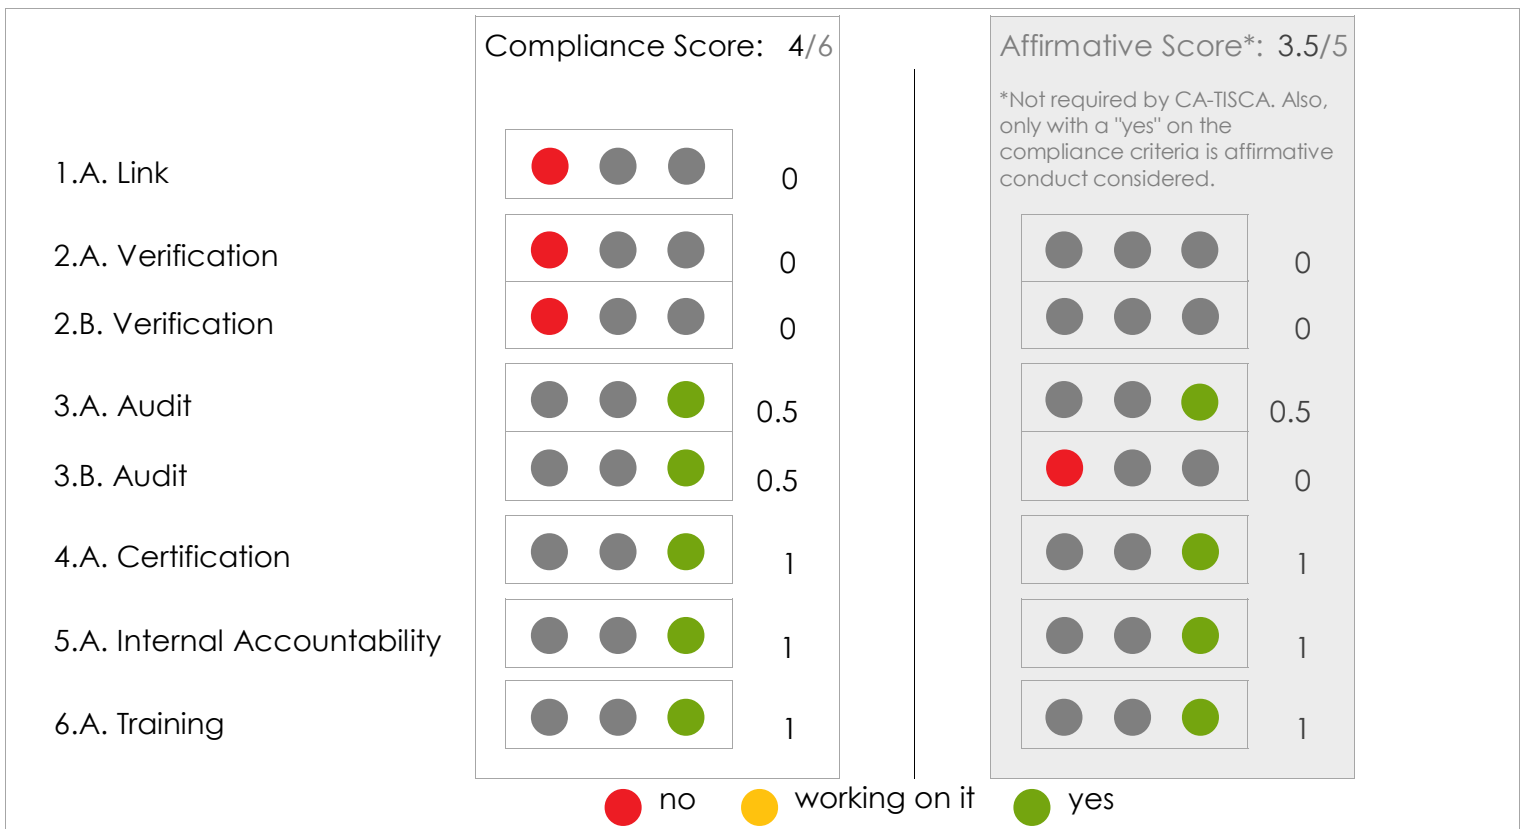 Compliance Score: 4/6
Affirmative Score*: 3.5/5
*Not required by CA-TISCA. Also,
only with a "yes" on the
compliance criteria is affirmative
conduct considered.
1.A. Link 0
2.A. Verification 0 0
2.B. Verification 0 0
3.A. Audit 0.5 0.5
3.B. Audit 0.5 0
4.A. Certification 1 1
5.A. Internal Accountability 1 1
6.A. Training 1 1
no working on it yes